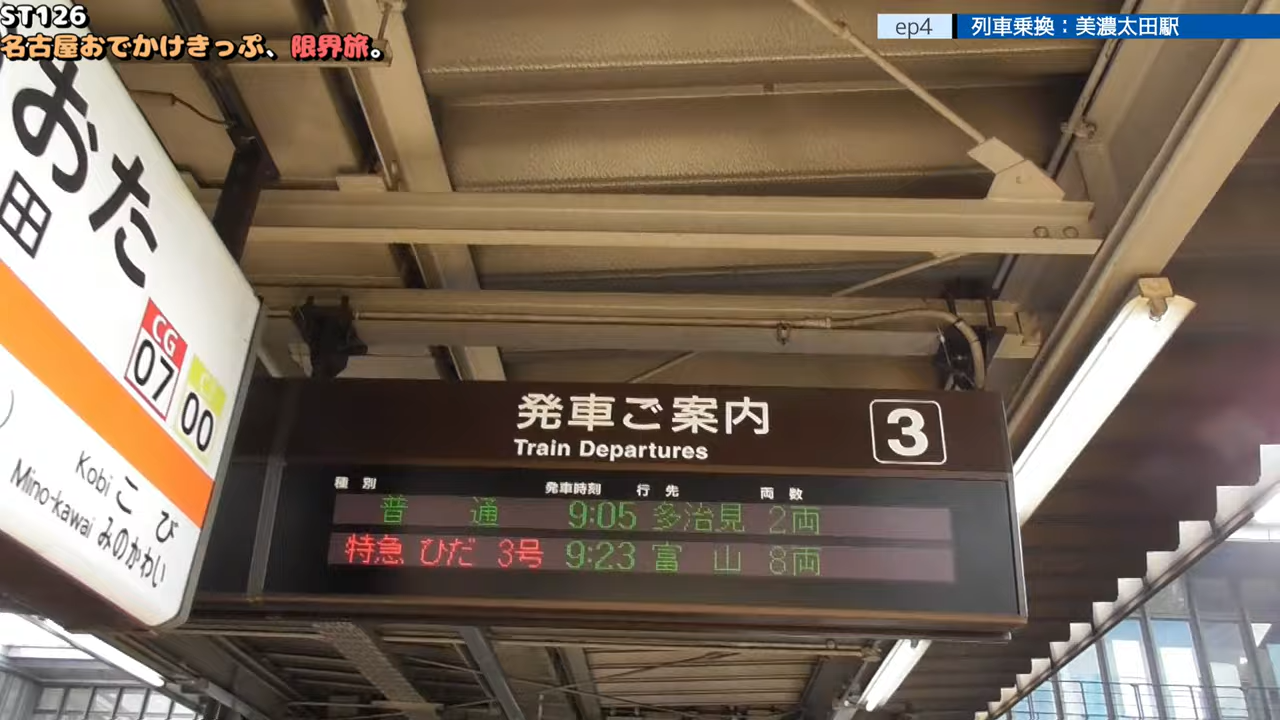 ST126
名古屋おでかけきっぷ、限界旅。
ep4 列車乗換：美濃太田駅
おた
田
CG
07
00
Kobi こび
Mino-kawai みのかわい
発車ご案内
Train Departures
3
種別 発車時刻 行先 両数
普通 9:05 多治見 2両
特急 ひだ 3号 9:23 富山 8両